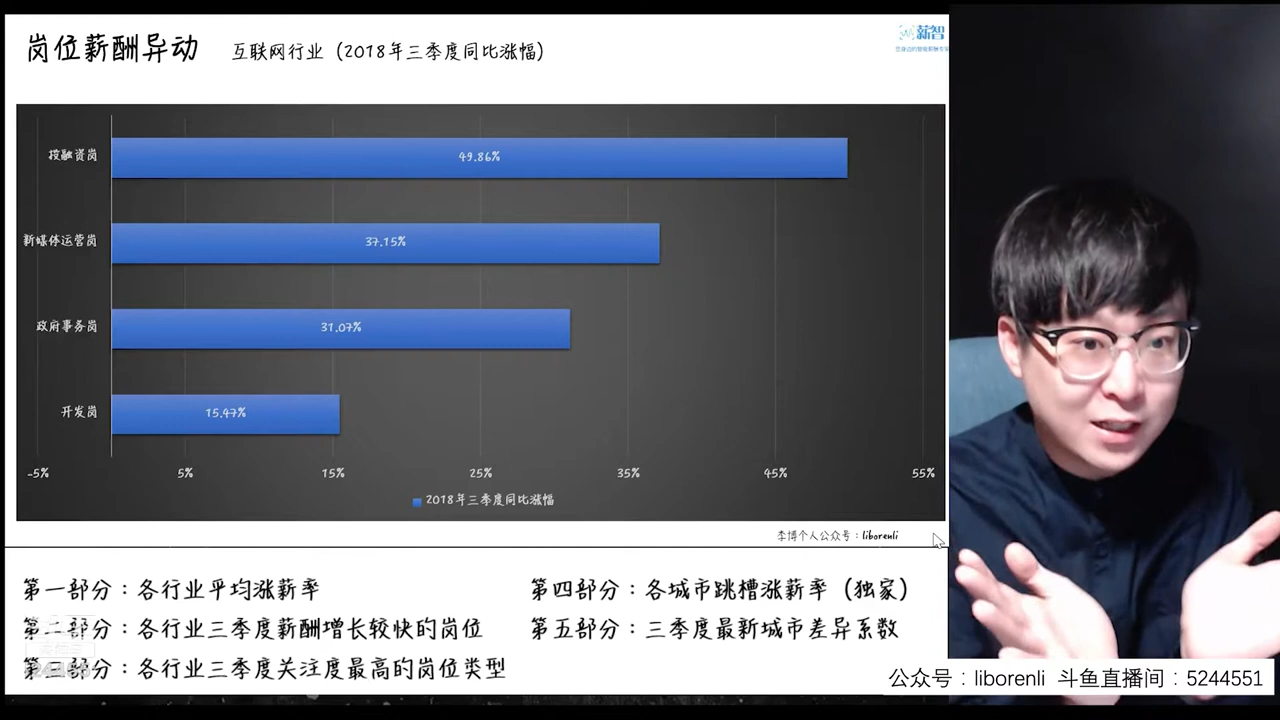 岗位薪酬异动 互联网行业（2018年三季度同比涨幅）
薪智
投融资岗
49.86%
新媒体运营岗
37.15%
政府事务岗
31.07%
开发岗
15.47%
-5% 5% 15% 25% 35% 45% 55%
2018年三季度同比涨幅
李博个人公众号：liborenli
第一部分：各行业平均涨薪率
第二部分：各行业三季度薪酬增长较快的岗位
第三部分：各行业三季度关注度最高的岗位类型
第四部分：各城市跳槽涨薪率（独家）
第五部分：三季度最新城市差异系数
公众号：liborenli 斗鱼直播间：5244551